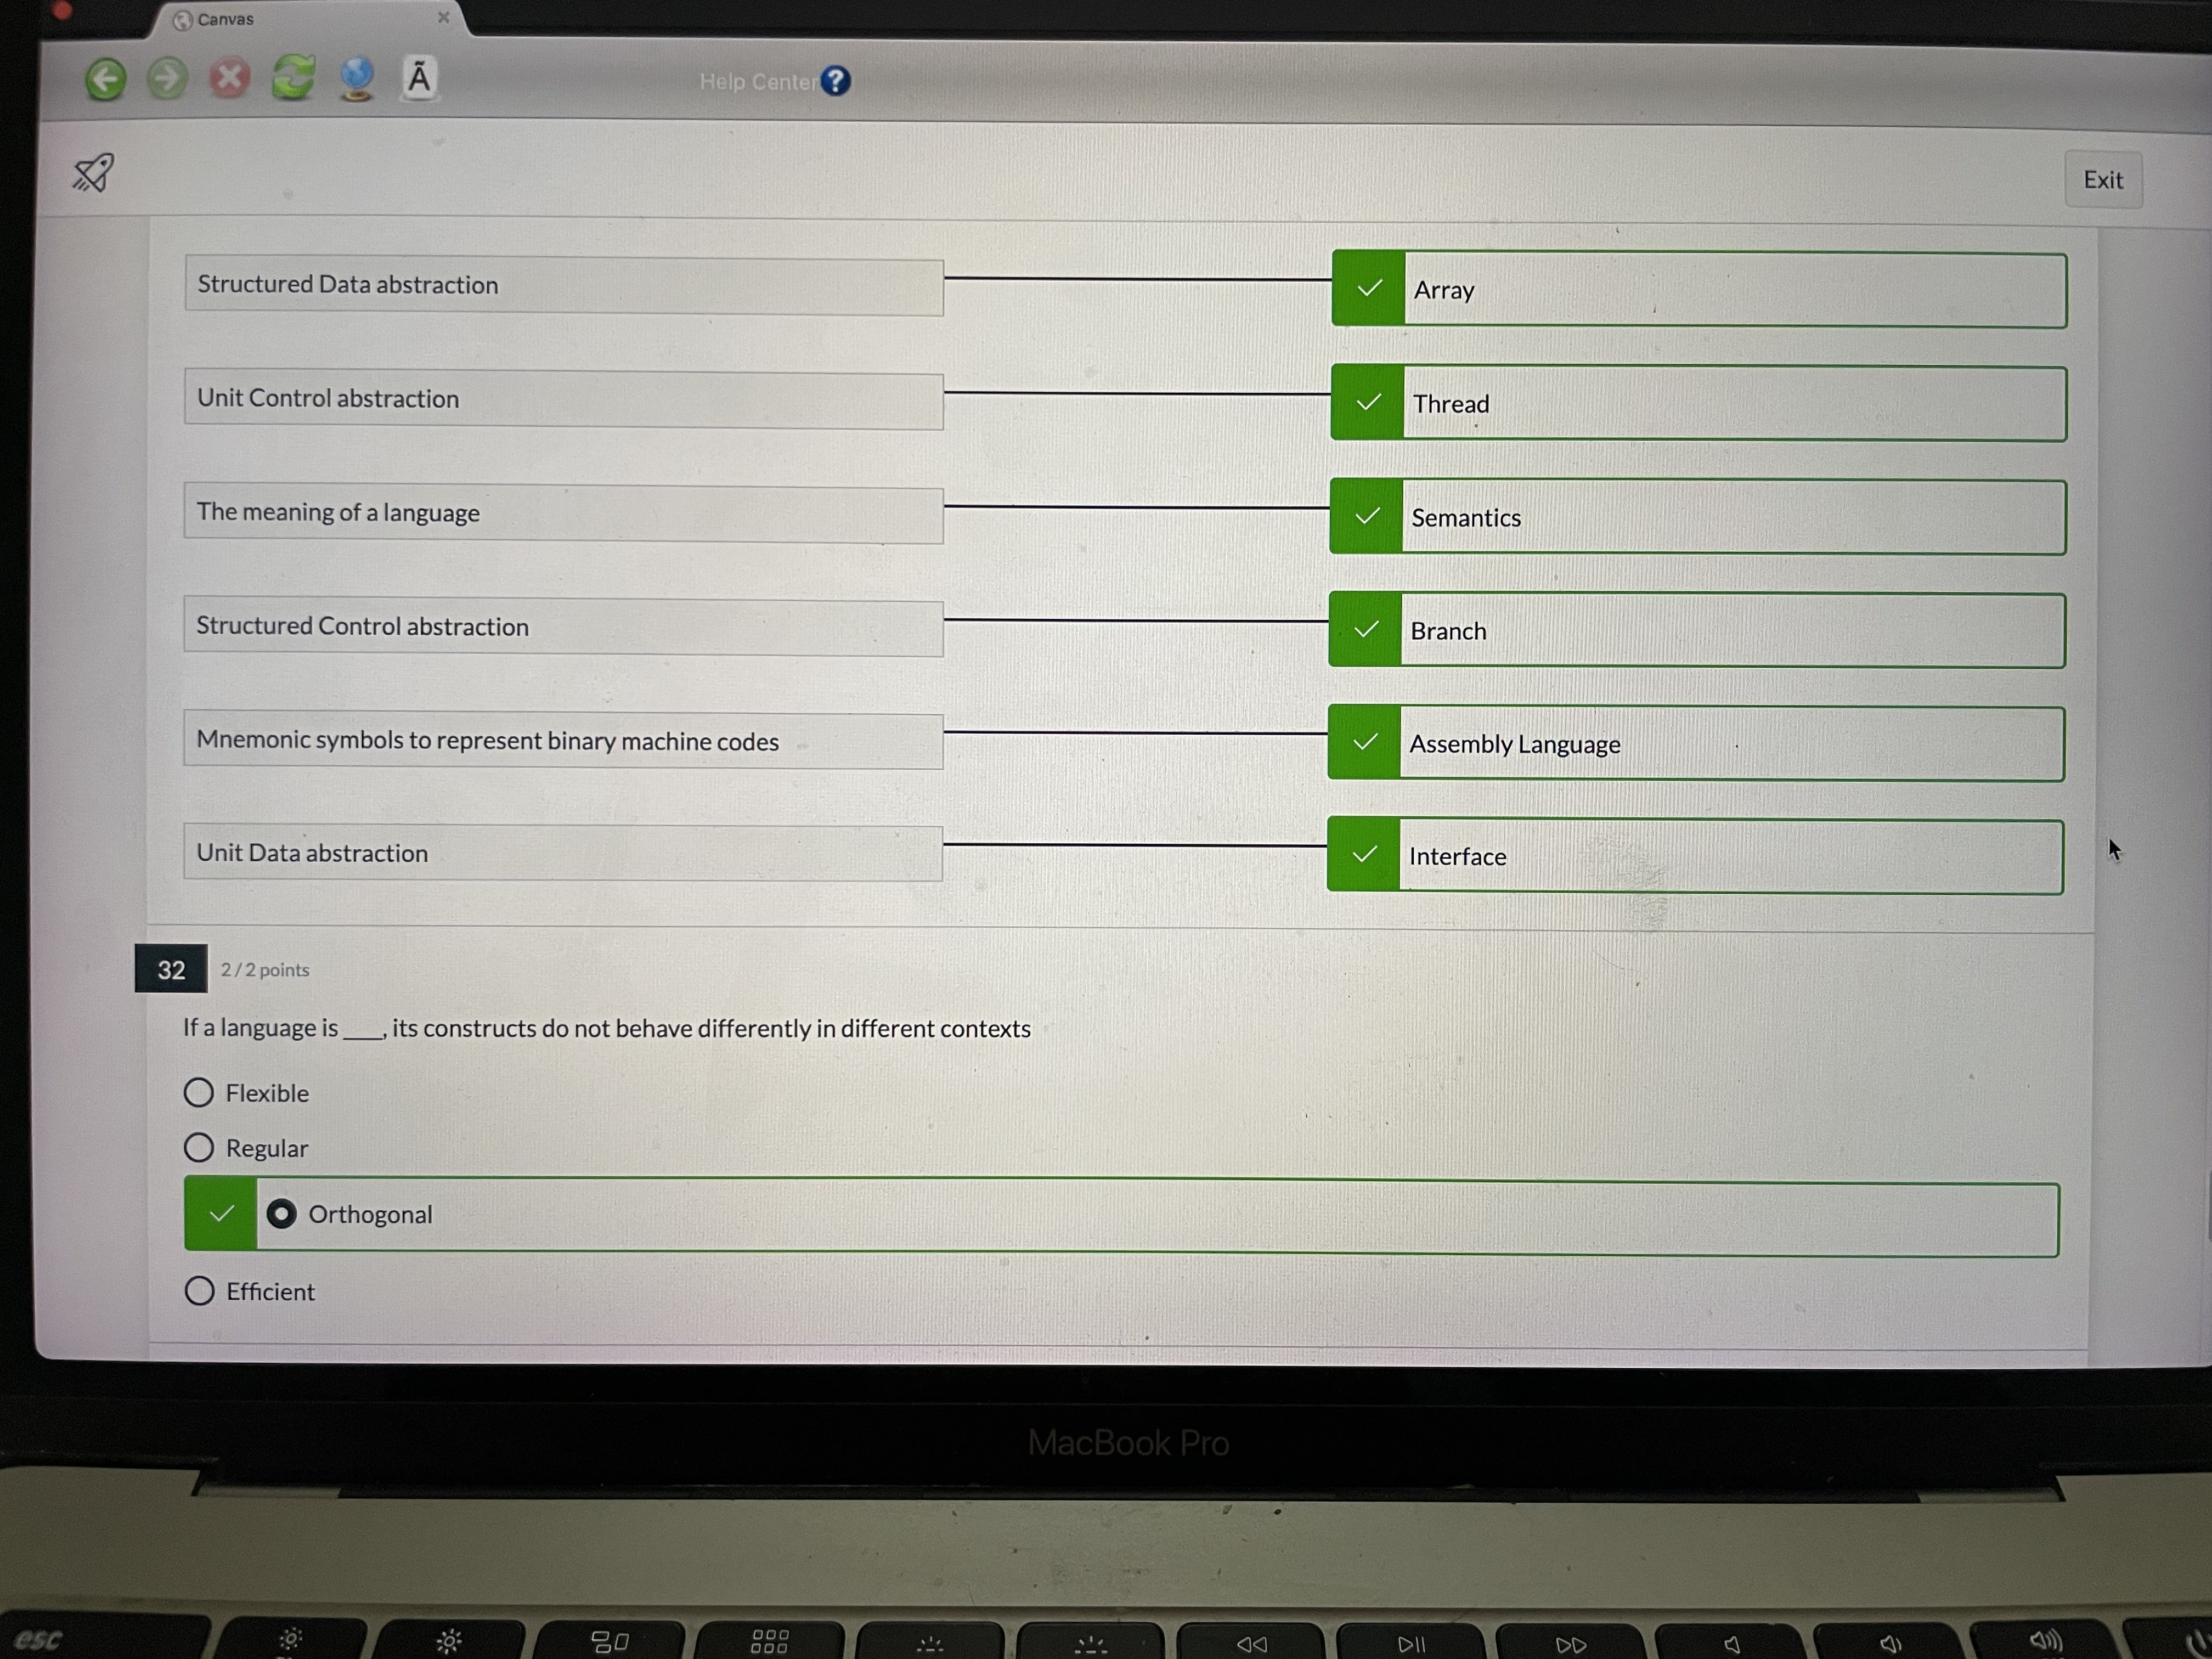 Canvas
Ã
Help Center ?
Exit
Structured Data abstraction
Array
Unit Control abstraction
Thread
The meaning of a language
Semantics
Structured Control abstraction
Branch
Mnemonic symbols to represent binary machine codes
Assembly Language
Unit Data abstraction
Interface
32
2 / 2 points
If a language is ____, its constructs do not behave differently in different contexts
Flexible
Regular
Orthogonal
Efficient
MacBook Pro
esc